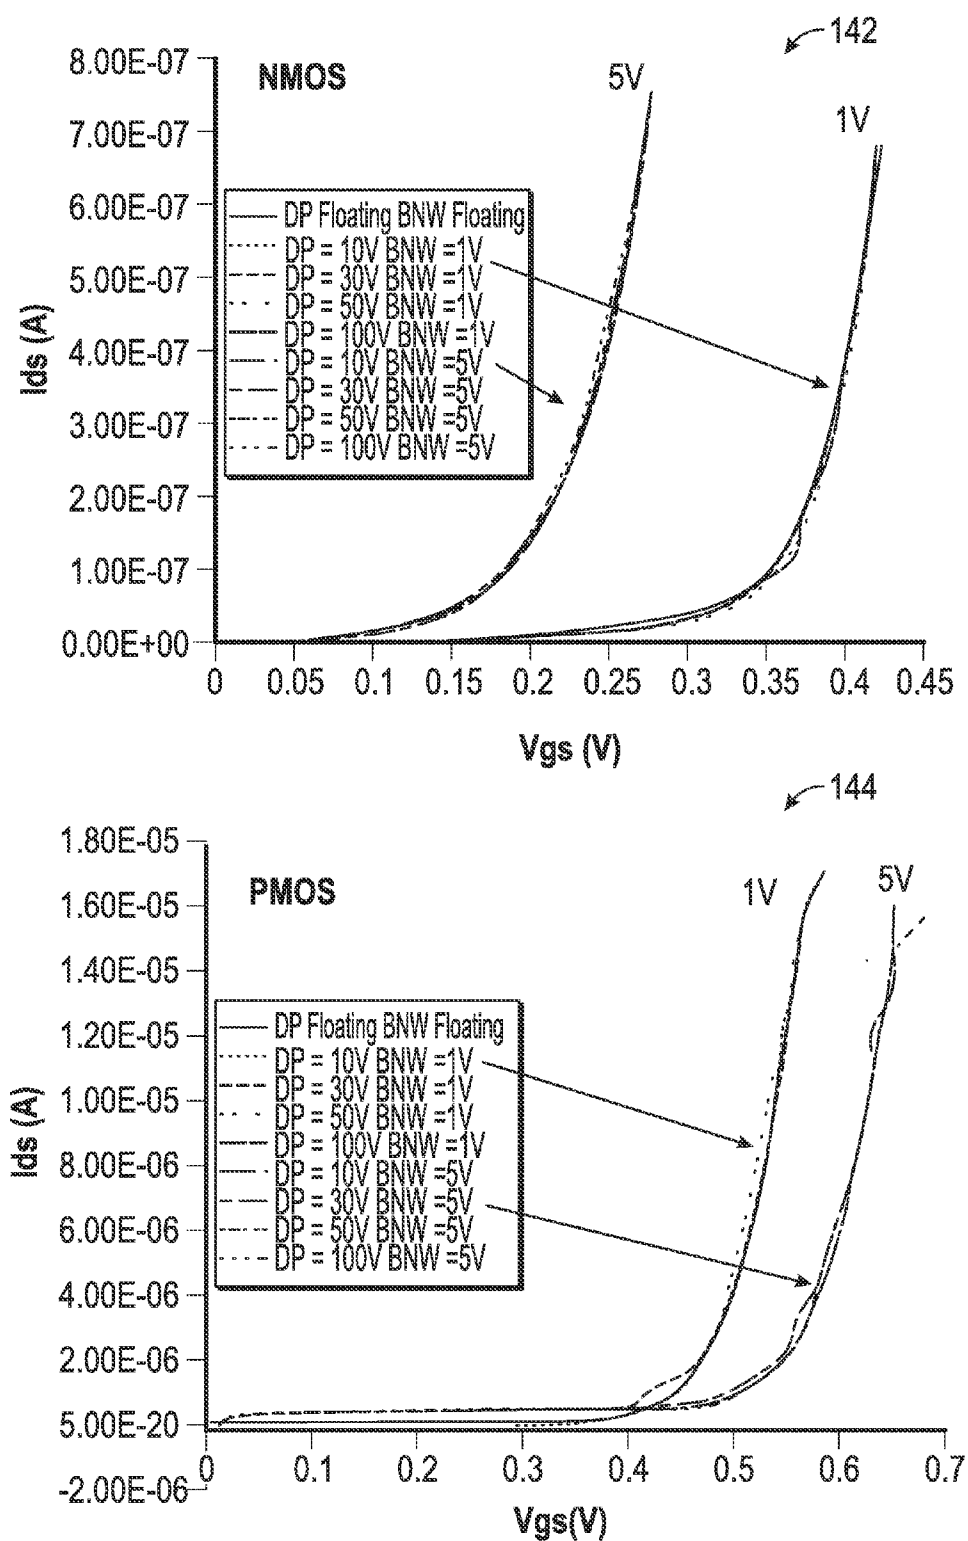 142
8.00E-07
NMOS
5V
1V
7.00E-07
6.00E-07
5.00E-07
4.00E-07
3.00E-07
2.00E-07
1.00E-07
0.00E+00
Ids (A)
DP Floating BNW Floating
DP = 10V BNW =1V
DP = 30V BNW =1V
DP = 50V BNW =1V
DP = 100V BNW =1V
DP = 10V BNW =5V
DP = 30V BNW =5V
DP = 50V BNW =5V
DP = 100V BNW =5V
0 0.05 0.1 0.15 0.2 0.25 0.3 0.35 0.4 0.45
Vgs (V)
144
1.80E-05
PMOS
1V
5V
1.60E-05
1.40E-05
1.20E-05
1.00E-05
8.00E-06
6.00E-06
4.00E-06
2.00E-06
5.00E-20
-2.00E-06
Ids (A)
DP Floating BNW Floating
DP = 10V BNW =1V
DP = 30V BNW =1V
DP = 50V BNW =1V
DP = 100V BNW =1V
DP = 10V BNW =5V
DP = 30V BNW =5V
DP = 50V BNW =5V
DP = 100V BNW =5V
0 0.1 0.2 0.3 0.4 0.5 0.6 0.7
Vgs(V)